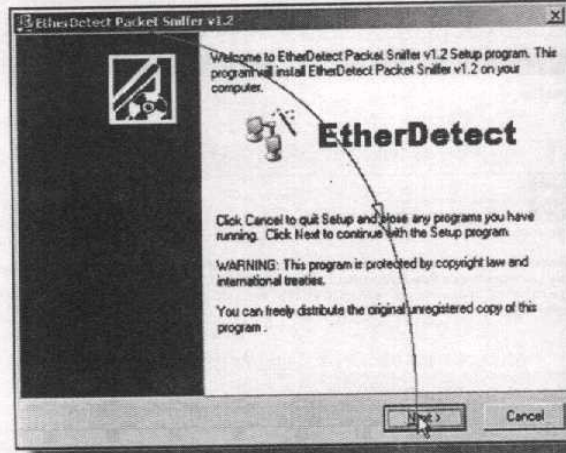 EtherDetect Packet Sniffer v1.2
Welcome to EtherDetect Packet Sniffer v1.2 Setup program. This
program will install EtherDetect Packet Sniffer v1.2 on your
computer.
EtherDetect
Click Cancel to quit Setup and close any programs you have
running. Click Next to continue with the Setup program.
WARNING: This program is protected by copyright law and
international treaties.
You can freely distribute the original unregistered copy of this
program .
Next >
Cancel